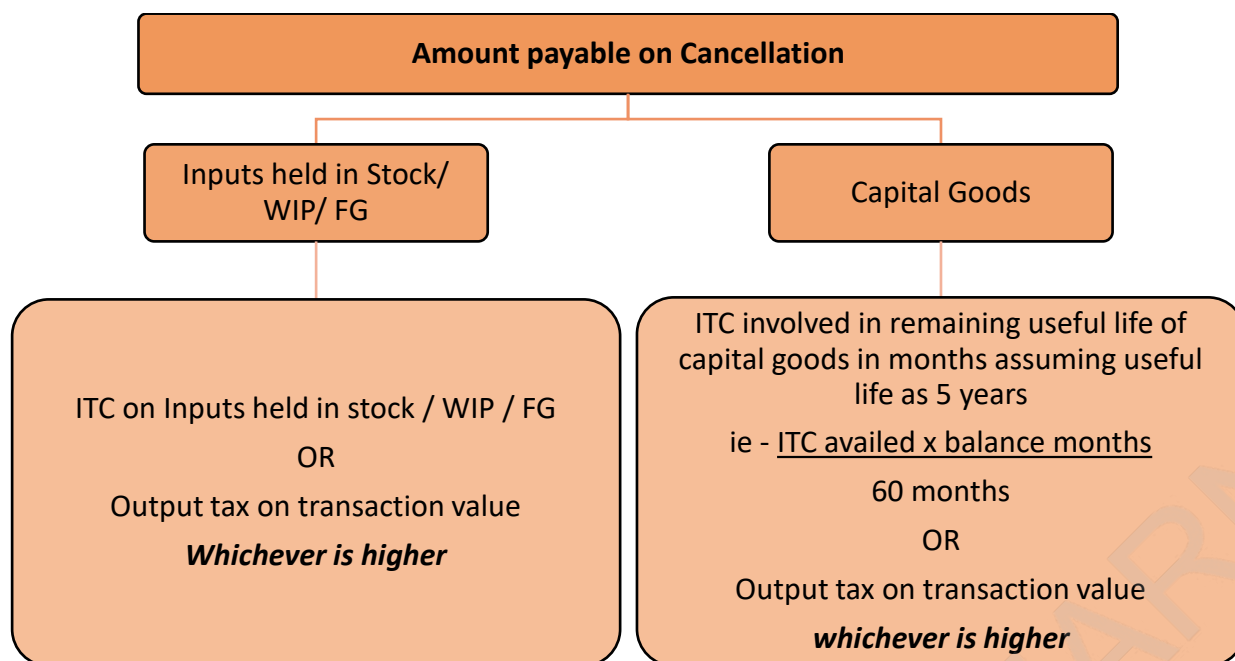 Amount payable on Cancellation
Inputs held in Stock/
WIP/ FG
Capital Goods
ITC on Inputs held in stock / WIP / FG
OR
Output tax on transaction value
Whichever is higher
ITC involved in remaining useful life of
capital goods in months assuming useful
life as 5 years
ie - ITC availed x balance months
60 months
OR
Output tax on transaction value
whichever is higher